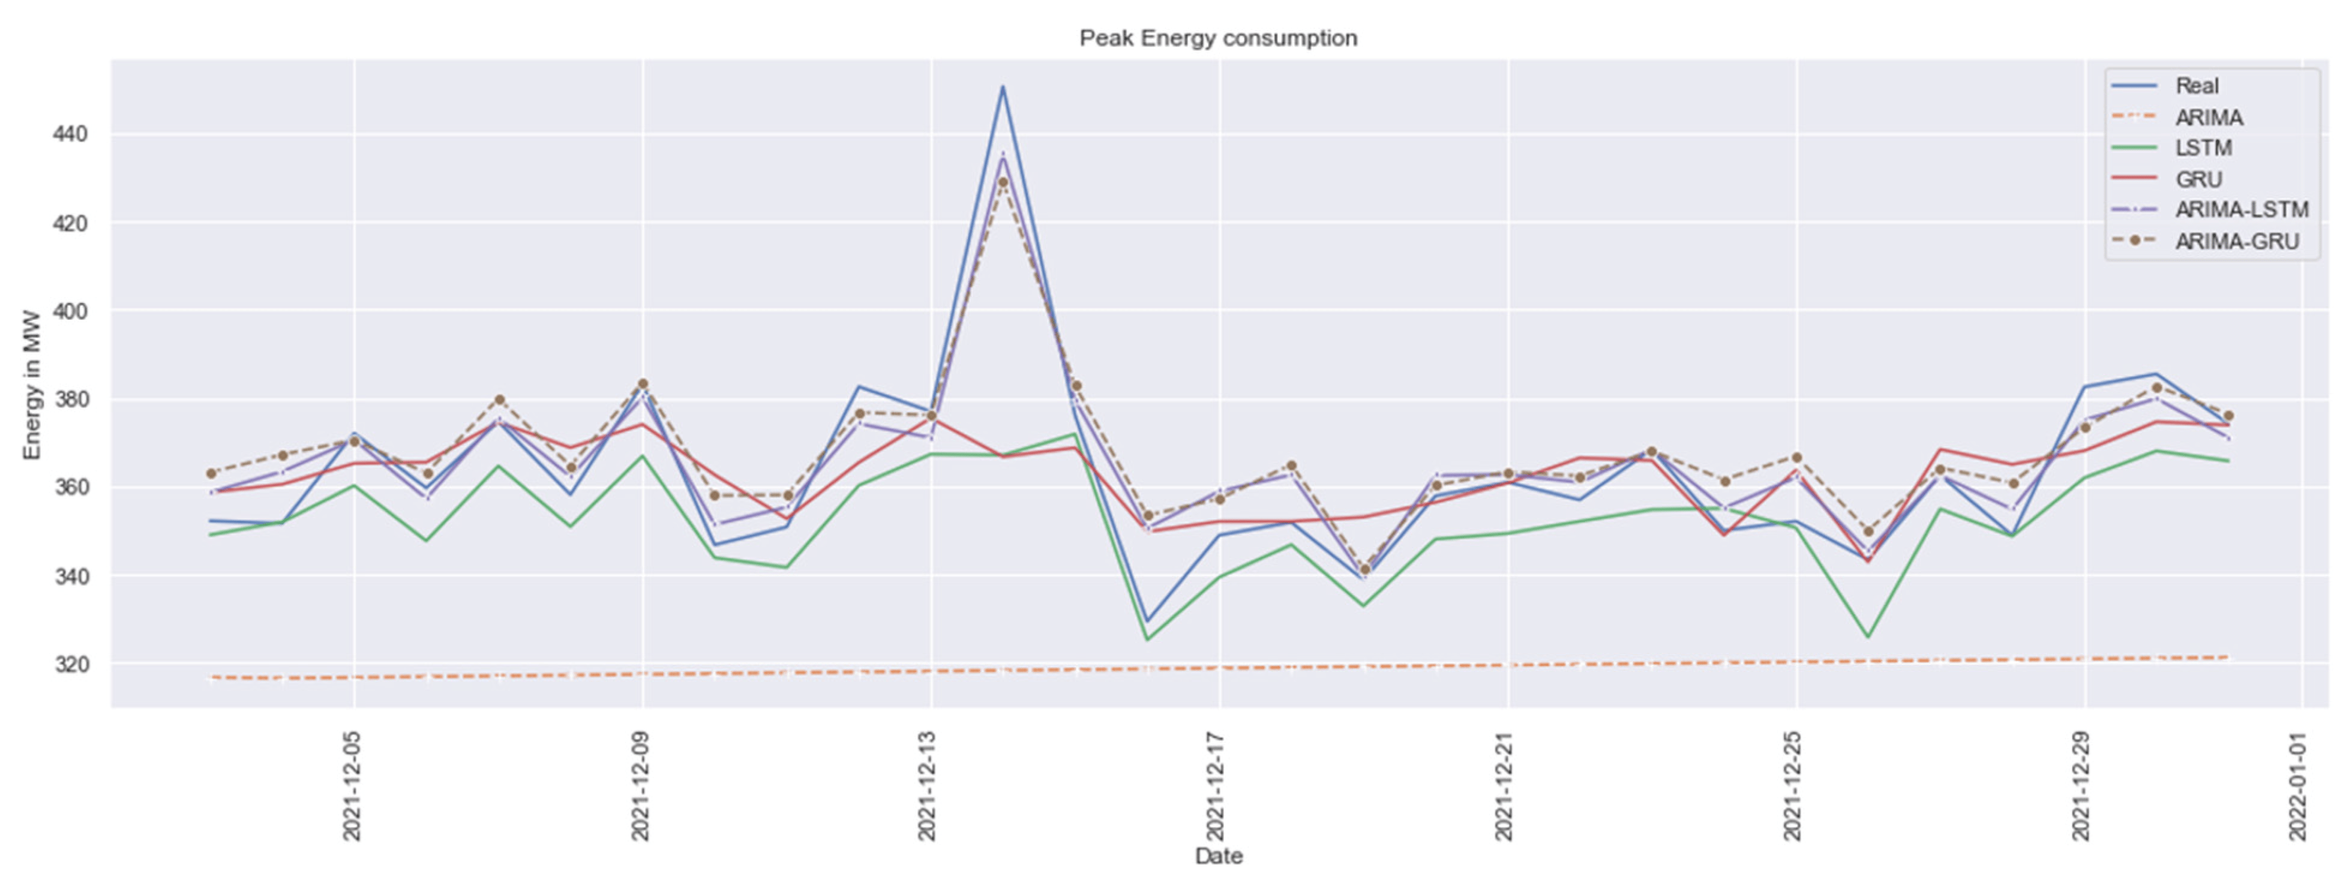 Peak Energy consumption
Real
ARIMA
LSTM
GRU
ARIMA-LSTM
ARIMA-GRU
Energy in MW
440
420
400
380
360
340
320
2021-12-05
2021-12-09
2021-12-13
2021-12-17
2021-12-21
2021-12-25
2021-12-29
2022-01-01
Date